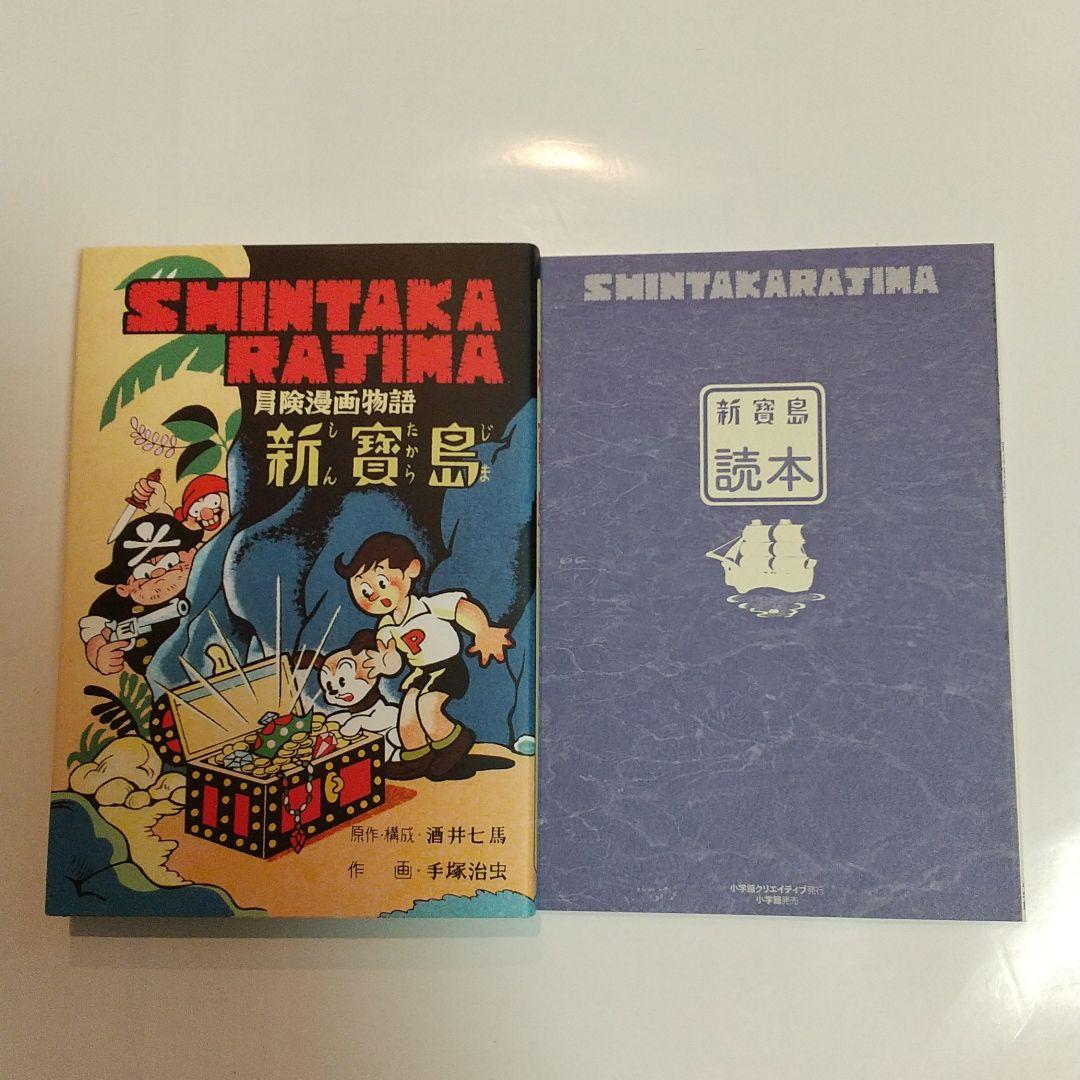 SHINTAKA
RAJIMA
冒険漫画物語
新寳島
しんたからじま
P
原作・構成・酒井七馬
作 画・手塚治虫
SHINTAKARAJIMA
新寳島
読本
小学館クリエイティブ発行
小学館発売